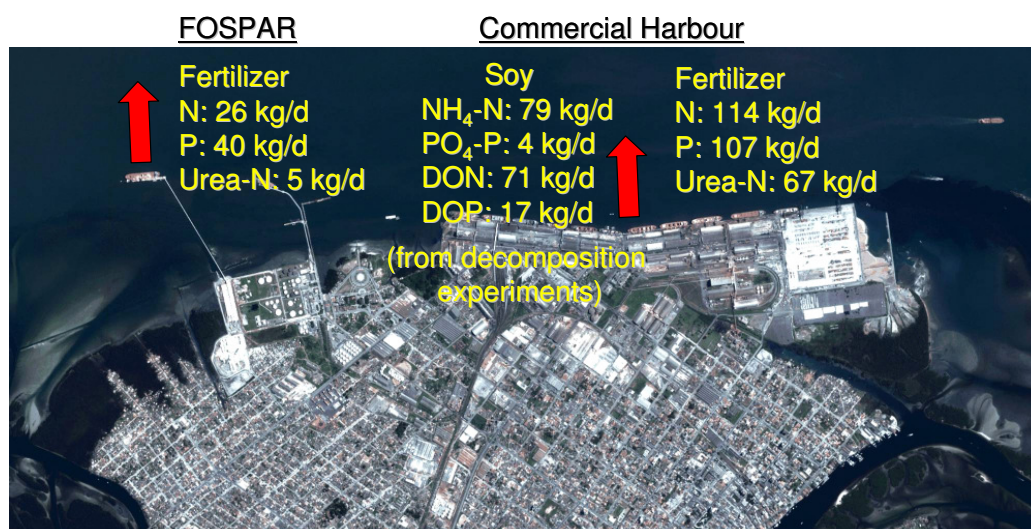 FOSPAR
Fertilizer
N: 26 kg/d
P: 40 kg/d
Urea-N: 5 kg/d
Commercial Harbour
Soy
NH₄-N: 79 kg/d
PO₄-P: 4 kg/d
DON: 71 kg/d
DOP: 17 kg/d
(from decomposition
experiments)
Fertilizer
N: 114 kg/d
P: 107 kg/d
Urea-N: 67 kg/d